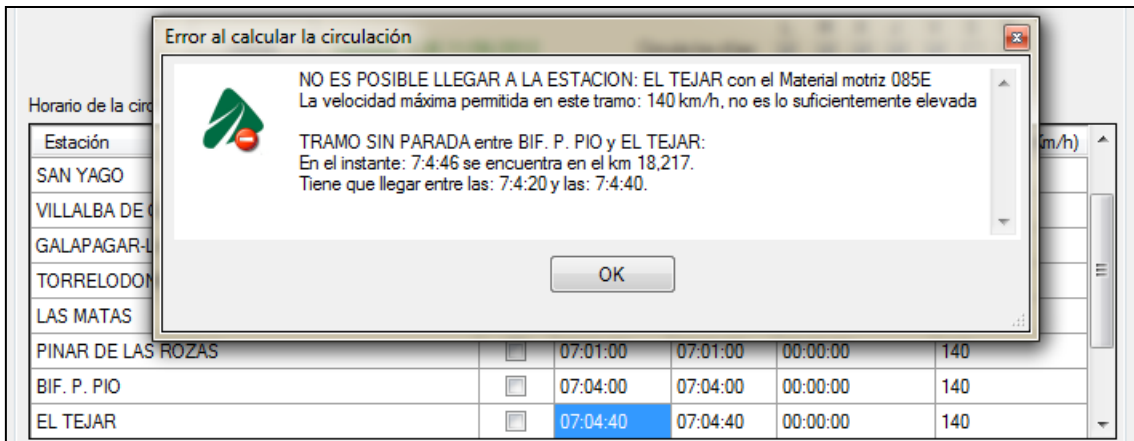 Error al calcular la circulación
NO ES POSIBLE LLEGAR A LA ESTACION: EL TEJAR con el Material motriz 085E
La velocidad máxima permitida en este tramo: 140 km/h, no es lo suficientemente elevada
TRAMO SIN PARADA entre BIF. P. PIO y EL TEJAR:
En el instante: 7:4:46 se encuentra en el km 18,217.
Tiene que llegar entre las: 7:4:20 y las: 7:4:40.
OK
Horario de la circ
Estación m/h)
SAN YAGO
VILLALBA DE
GALAPAGAR-L
TORRELODON
LAS MATAS
PINAR DE LAS ROZAS 07:01:00 07:01:00 00:00:00 140
BIF. P. PIO 07:04:00 07:04:00 00:00:00 140
EL TEJAR 07:04:40 07:04:40 00:00:00 140